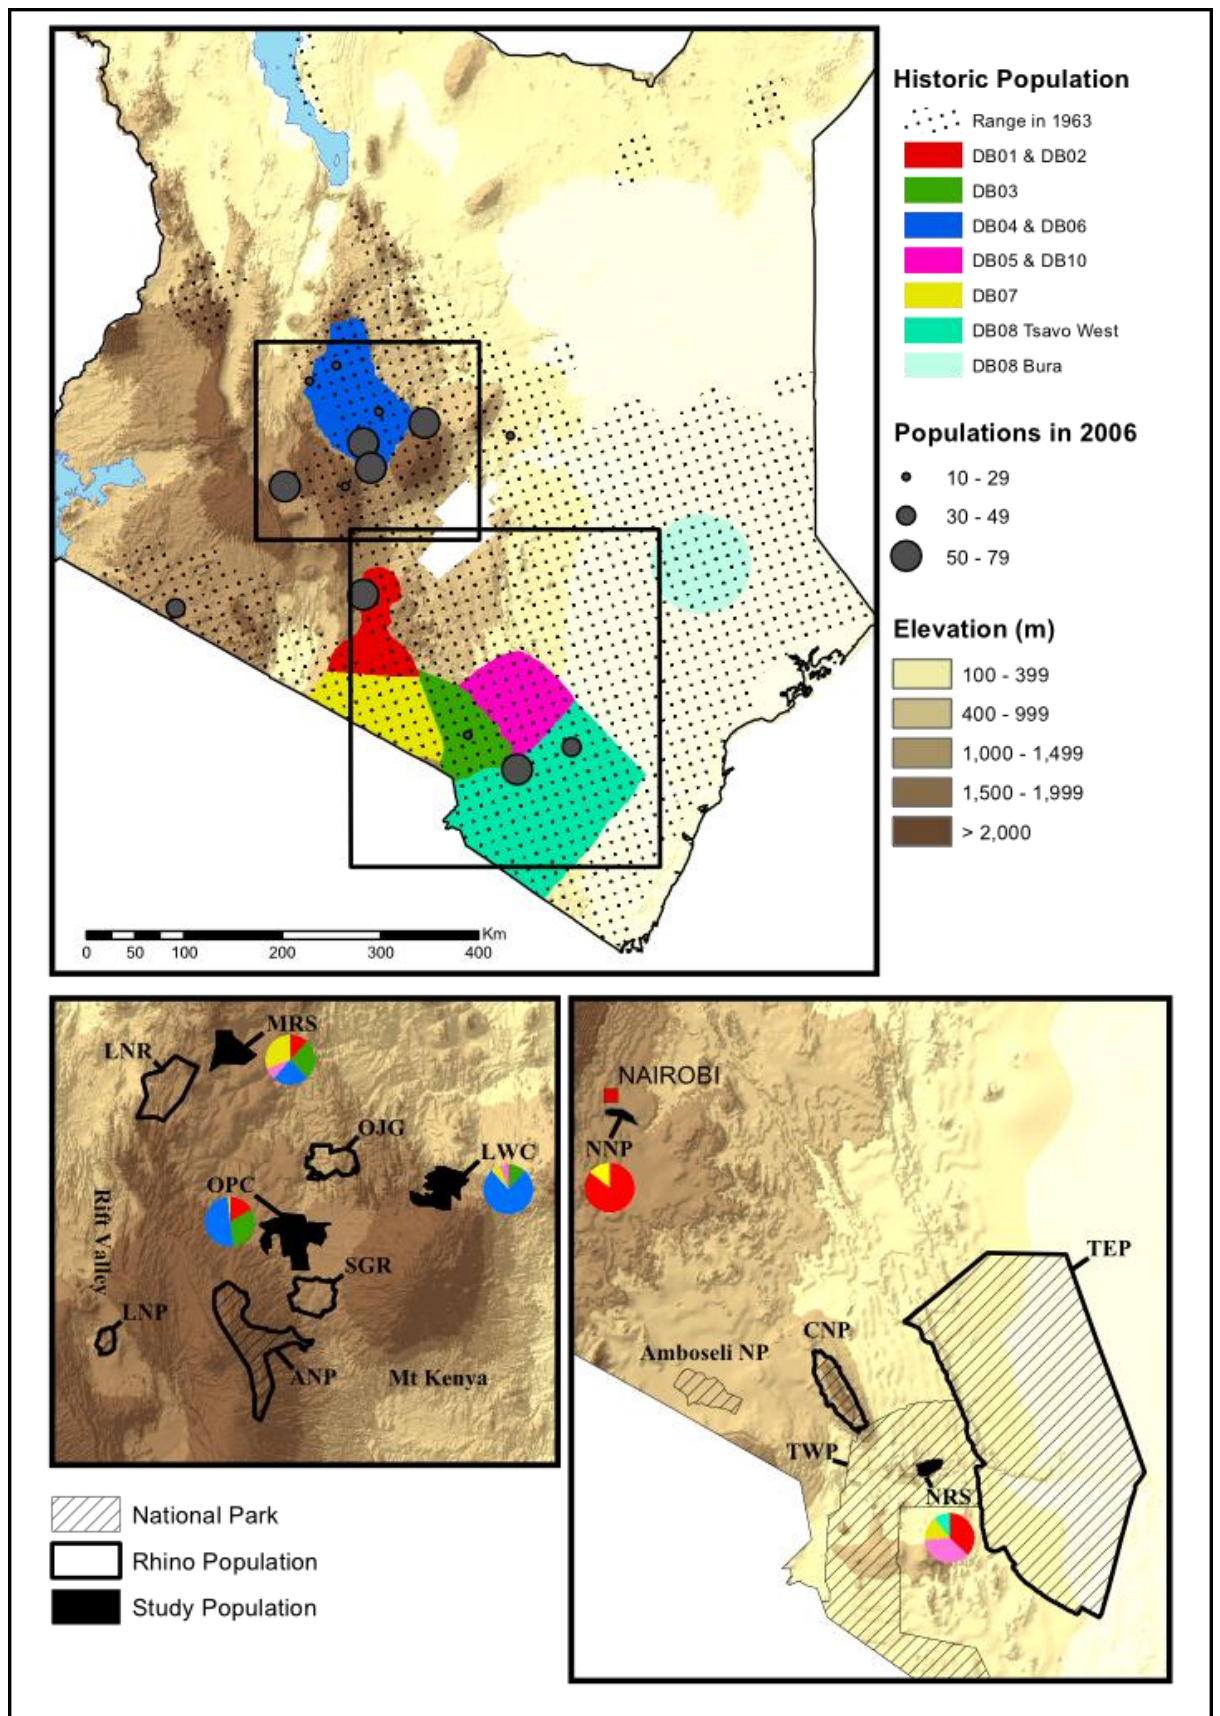 Historic Population
Range in 1963
DB01 & DB02
DB03
DB04 & DB06
DB05 & DB10
DB07
DB08 Tsavo West
DB08 Bura
Populations in 2006
10 - 29
30 - 49
50 - 79
Elevation (m)
100 - 399
400 - 999
1,000 - 1,499
1,500 - 1,999
> 2,000
Km
0 50 100 200 300 400
MRS
LNR
OJG
LWC
OPC
Rift Valley
SGR
LNP
ANP
Mt Kenya
NAIROBI
NNP
TEP
CNP
Amboseli NP
TWP
NRS
National Park
Rhino Population
Study Population